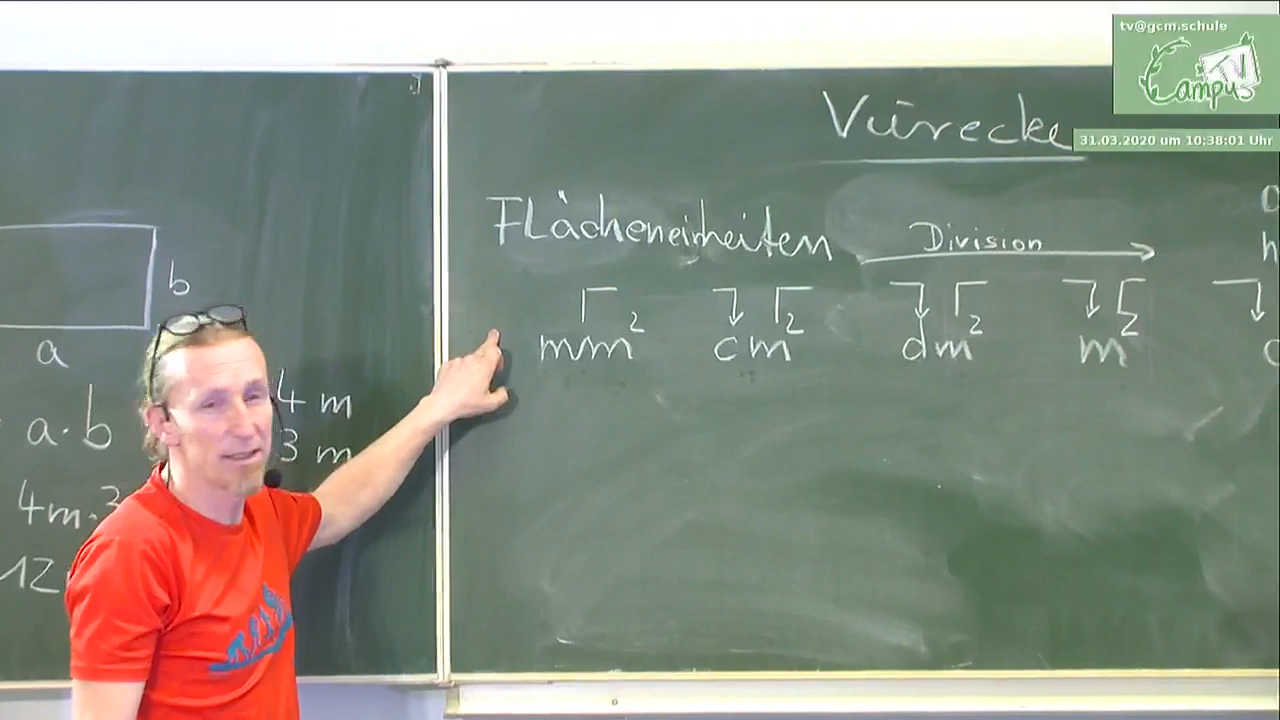 tv@gcm.schule
Campus TV
31.03.2020 um 10:38:01 Uhr
b
a
a·b
4 m
3 m
4m·3
12
Vierecke
Flächeneinheiten
Division
mm² cm² dm² m²